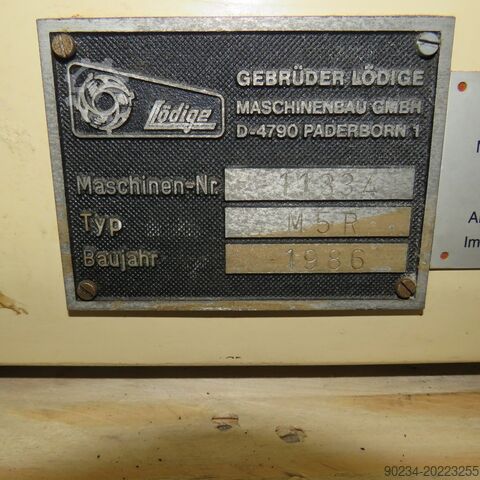 Lödige
GEBRÜDER LÖDIGE
MASCHINENBAU GMBH
D-4790 PADERBORN 1
Maschinen-Nr. 11334
Typ M5R
Baujahr 1986
90234-20223255